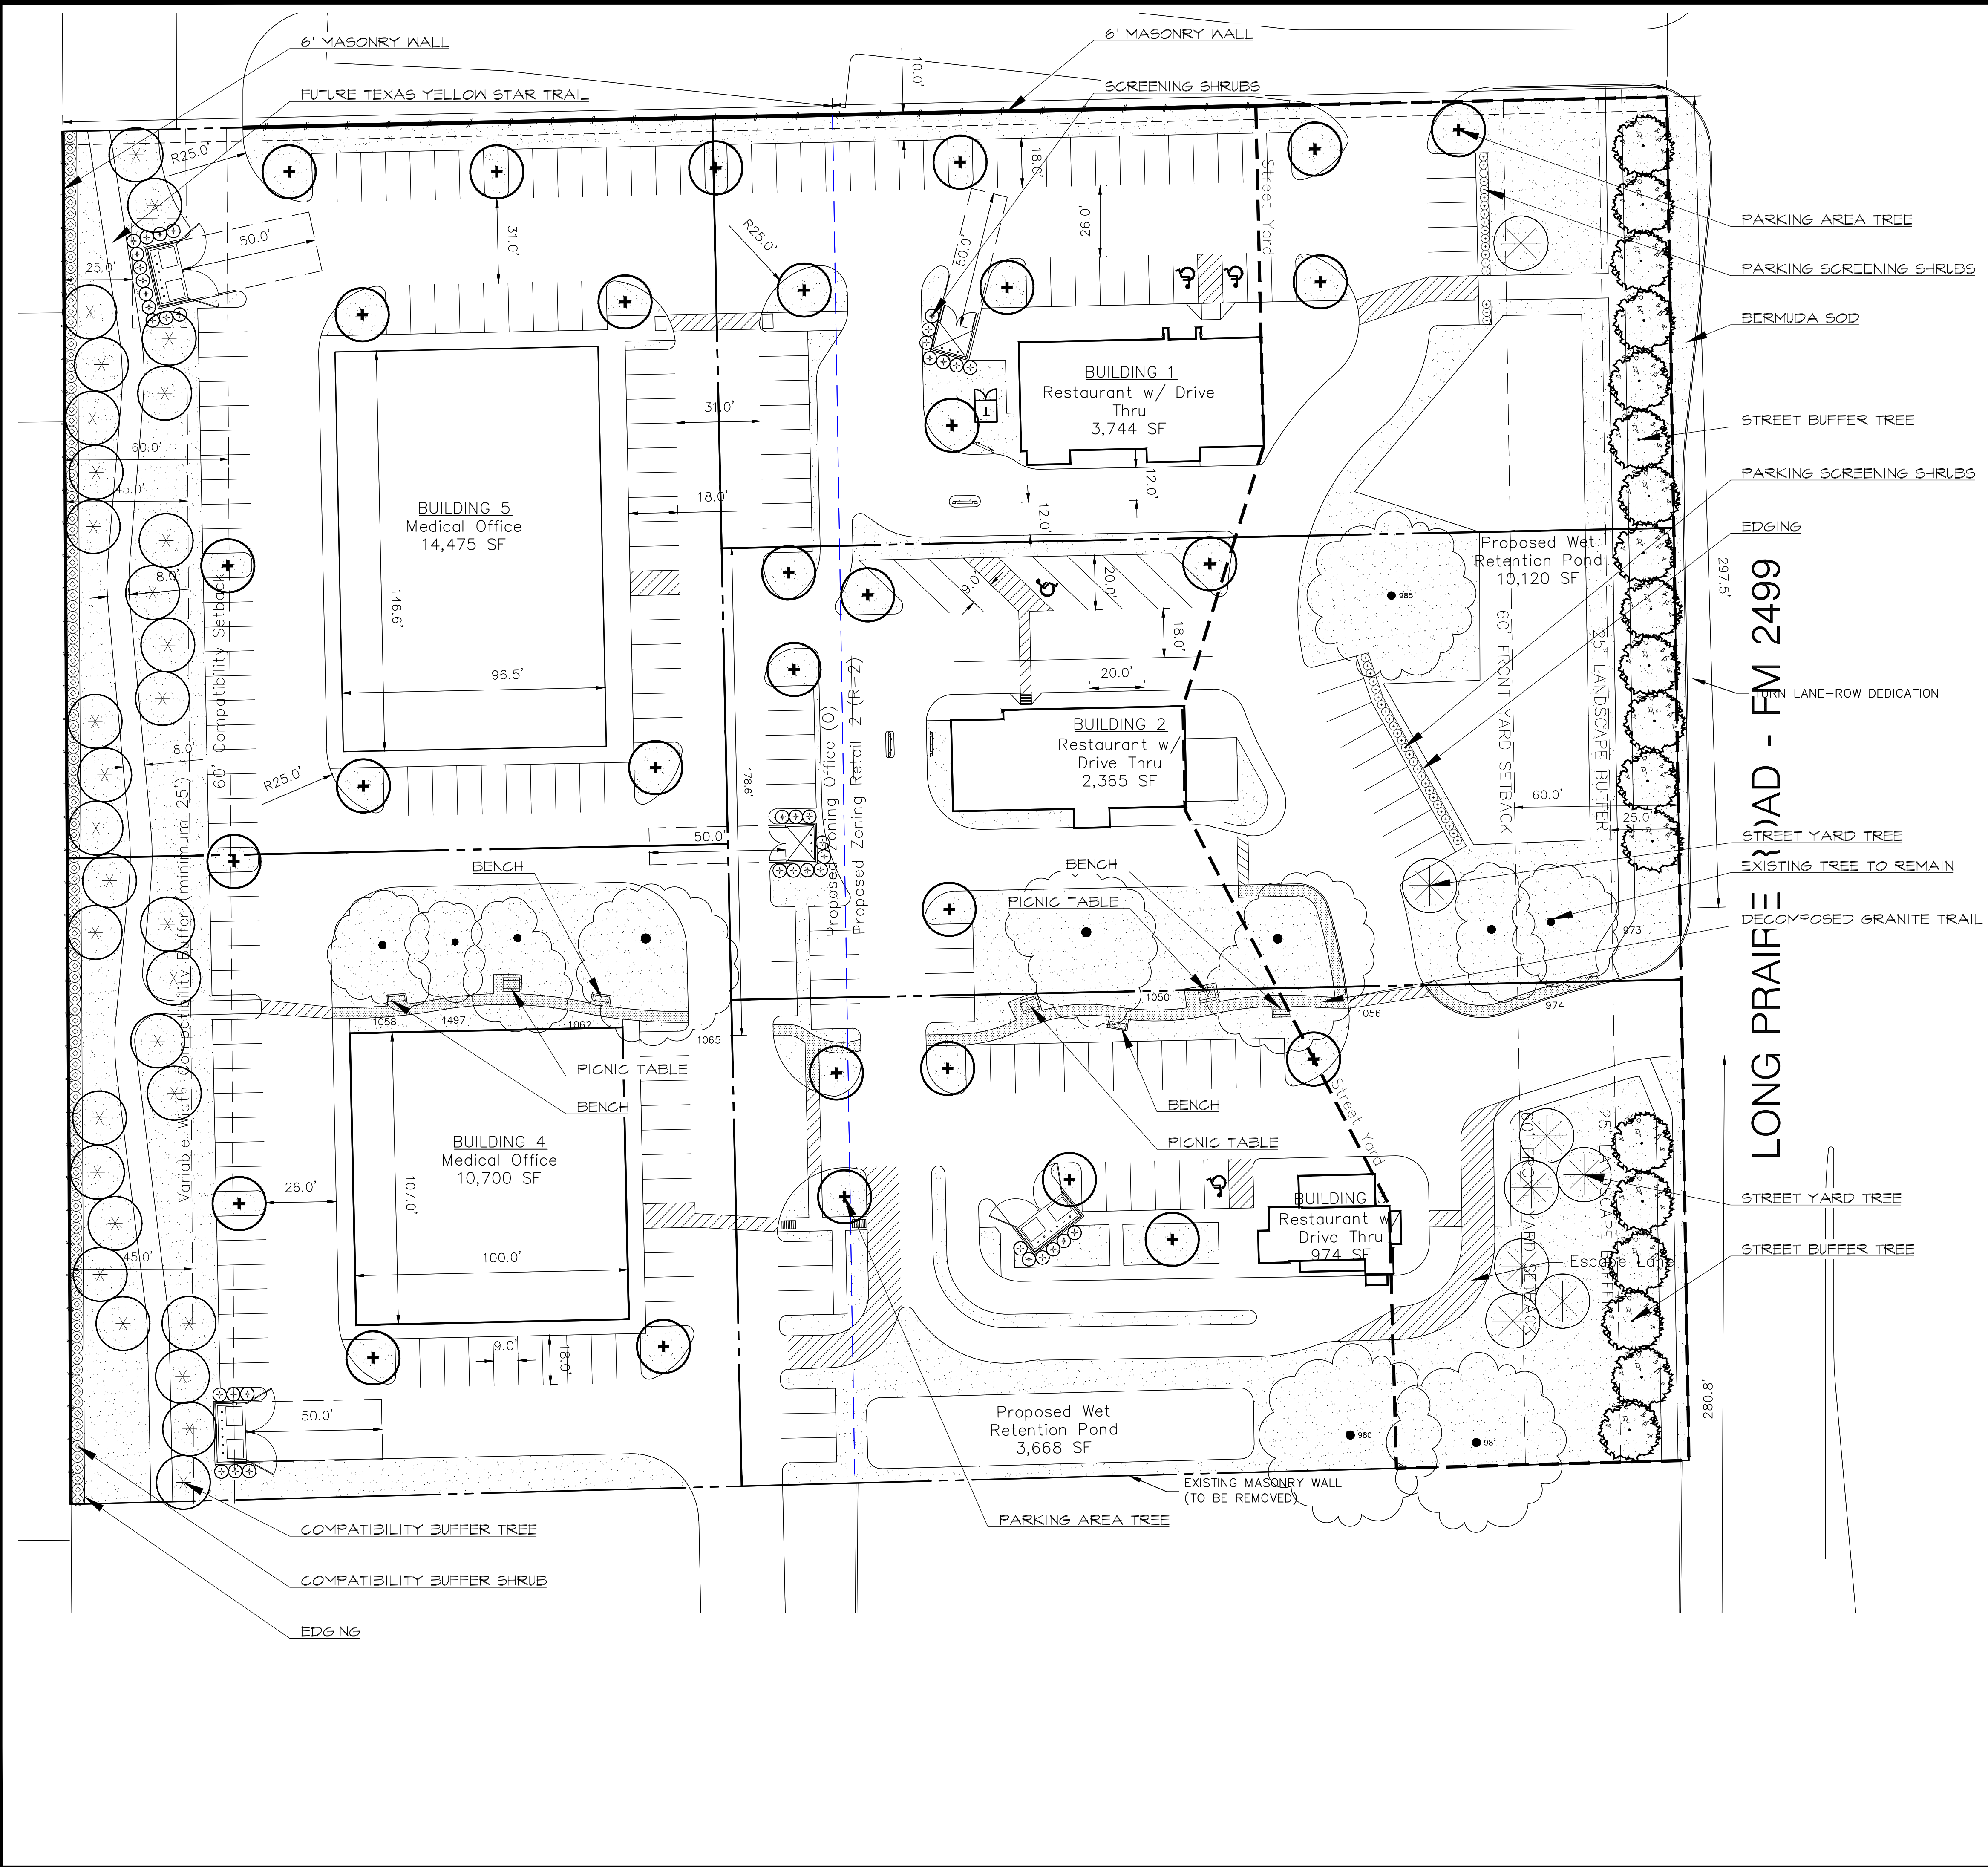 6' MASONRY WALL
6' MASONRY WALL
10.0'
FUTURE TEXAS YELLOW STAR TRAIL
SCREENING SHRUBS
R25.0'
18.0'
Street Yard
50.0'
25.0'
31.0'
R25.0'
50.0'
26.0'
PARKING AREA TREE
PARKING SCREENING SHRUBS
BERMUDA SOD
BUILDING 1
Restaurant w/ Drive
Thru
3,744 SF
31.0'
60.0'
45.0'
18.0'
12.0'
12.0'
STREET BUFFER TREE
PARKING SCREENING SHRUBS
EDGING
BUILDING 5
Medical Office
14,475 SF
146.6'
96.5'
8.0'
60' Compatibility Setback
9.0'
20.0'
18.0'
20.0'
985
Proposed Wet
Retention Pond
10,120 SF
60' FRONT YARD SETBACK
25' LANDSCAPE BUFFER
297.5'
LONG PRAIRIE ROAD - FM 2499
TURN LANE-ROW DEDICATION
BUILDING 2
Restaurant w/
Drive Thru
2,365 SF
Proposed Zoning Office (O)
Proposed Zoning Retail-2 (R-2)
178.6'
8.0'
R25.0'
Variable Width Compatibility Buffer (minimum 25')
60.0'
25.0'
50.0'
BENCH
BENCH
PICNIC TABLE
STREET YARD TREE
EXISTING TREE TO REMAIN
DECOMPOSED GRANITE TRAIL
973
974
1058
1497
1062
1065
1050
1056
PICNIC TABLE
BENCH
BENCH
PICNIC TABLE
Street Yard
BUILDING 4
Medical Office
10,700 SF
107.0'
100.0'
26.0'
45.0'
9.0'
18.0'
50.0'
BUILDING 3
Restaurant w/
Drive Thru
974 SF
60' FRONT YARD SETBACK
25' LANDSCAPE BUFFER
Escape Lane
STREET YARD TREE
STREET BUFFER TREE
280.8'
Proposed Wet
Retention Pond
3,668 SF
980
981
EXISTING MASONRY WALL
(TO BE REMOVED)
PARKING AREA TREE
COMPATIBILITY BUFFER TREE
COMPATIBILITY BUFFER SHRUB
EDGING